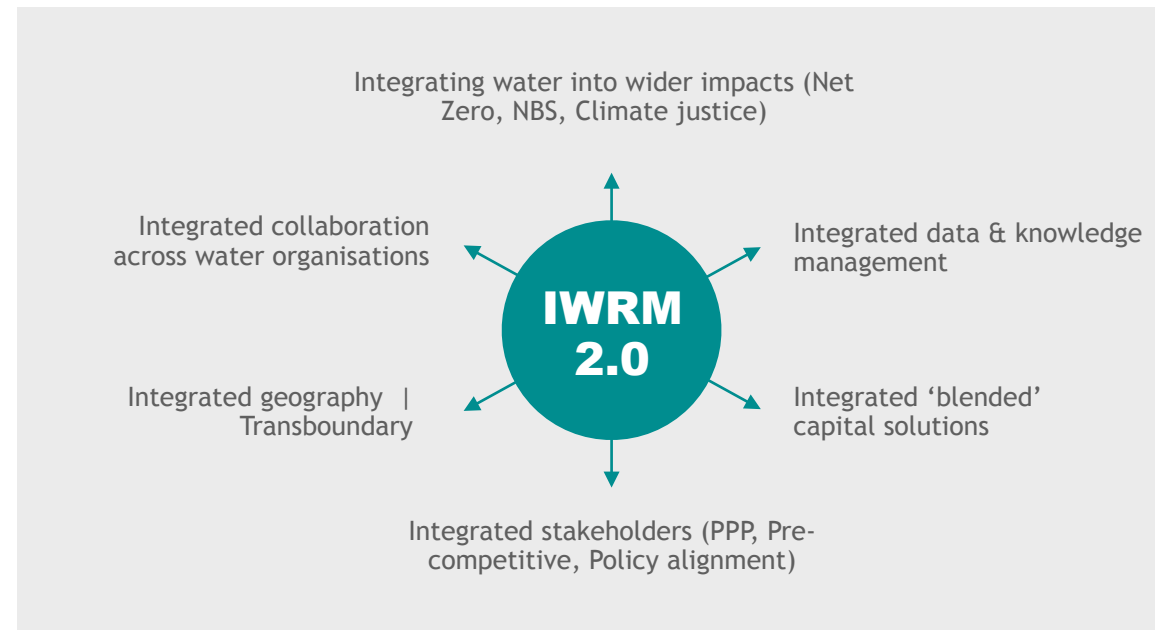 Integrating water into wider impacts (Net
Zero, NBS, Climate justice)
Integrated collaboration
across water organisations
Integrated data & knowledge
management
IWRM
2.0
Integrated geography |
Transboundary
Integrated ‘blended’
capital solutions
Integrated stakeholders (PPP, Pre-
competitive, Policy alignment)